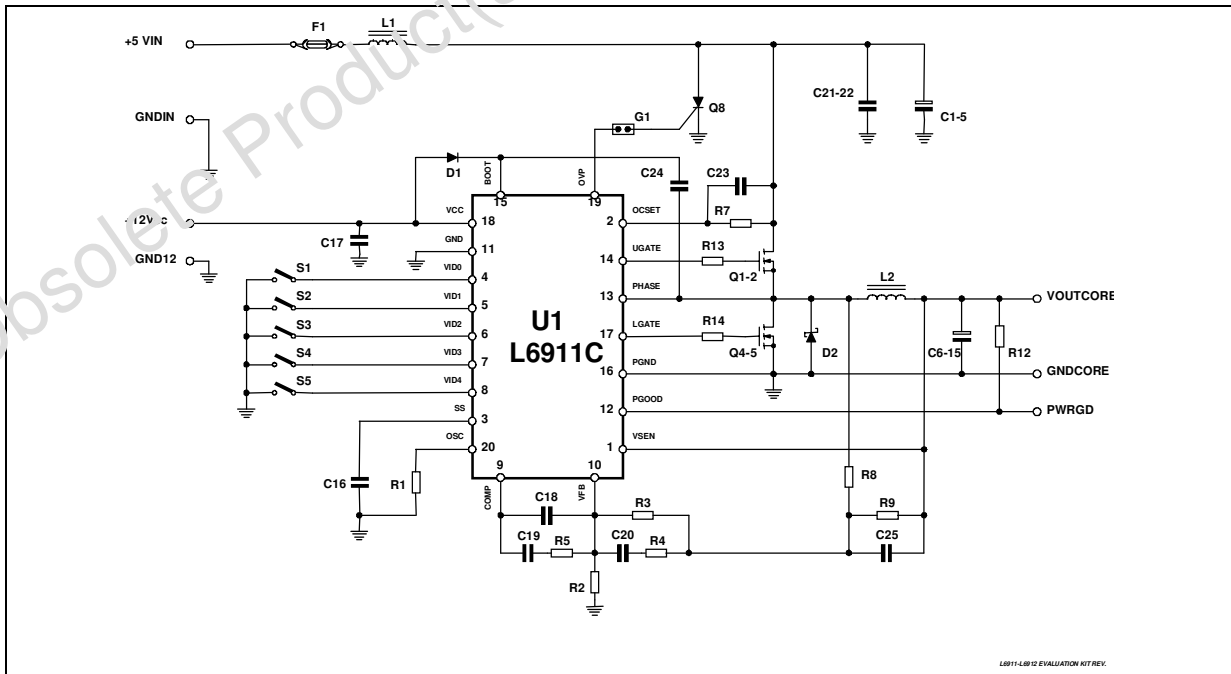 F1
L1
+5 VIN
C21-22
C1-5
Q8
GNDIN
G1
D1
BOOT
OVP
C24
C23
15
19
VCC
OCSET
R7
+12Vcc
18
2
C17
GND
UGATE
R13
11
14
Q1-2
GND12
S1
VID0
4
PHASE
13
L2
VOUTCORE
S2
VID1
5
U1
L6911C
S3
VID2
6
LGATE
17
R14
Q4-5
D2
C6-15
R12
S4
VID3
7
PGND
16
GNDCORE
S5
VID4
8
PGOOD
12
PWRGD
SS
3
OSC
20
VSEN
1
9
10
C16
R1
COMP
VFB
C18
R3
R8
R9
C19
R5
C20
R4
C25
R2
L6911-L6912 EVALUATION KIT REV.
Obsolete Product(